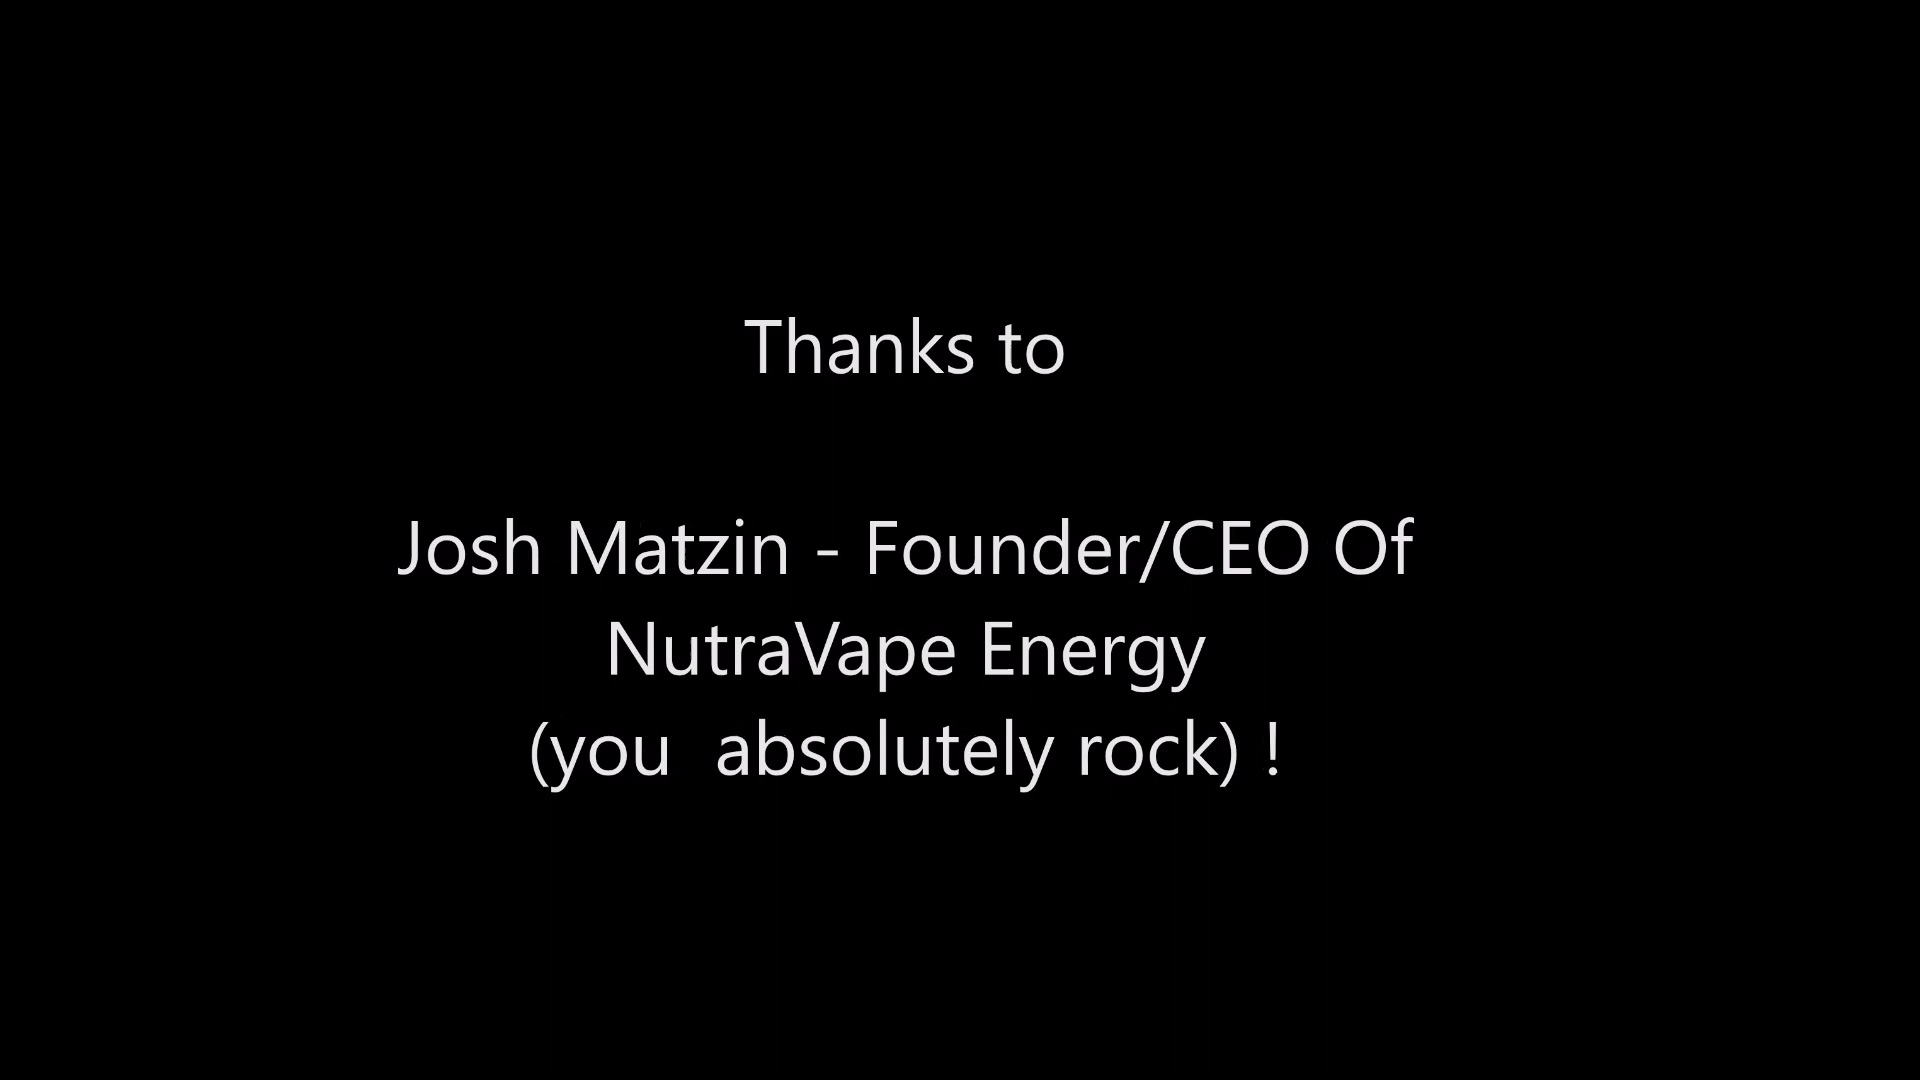 Thanks to
Josh Matzin - Founder/CEO Of
NutraVape Energy
(you  absolutely rock) !